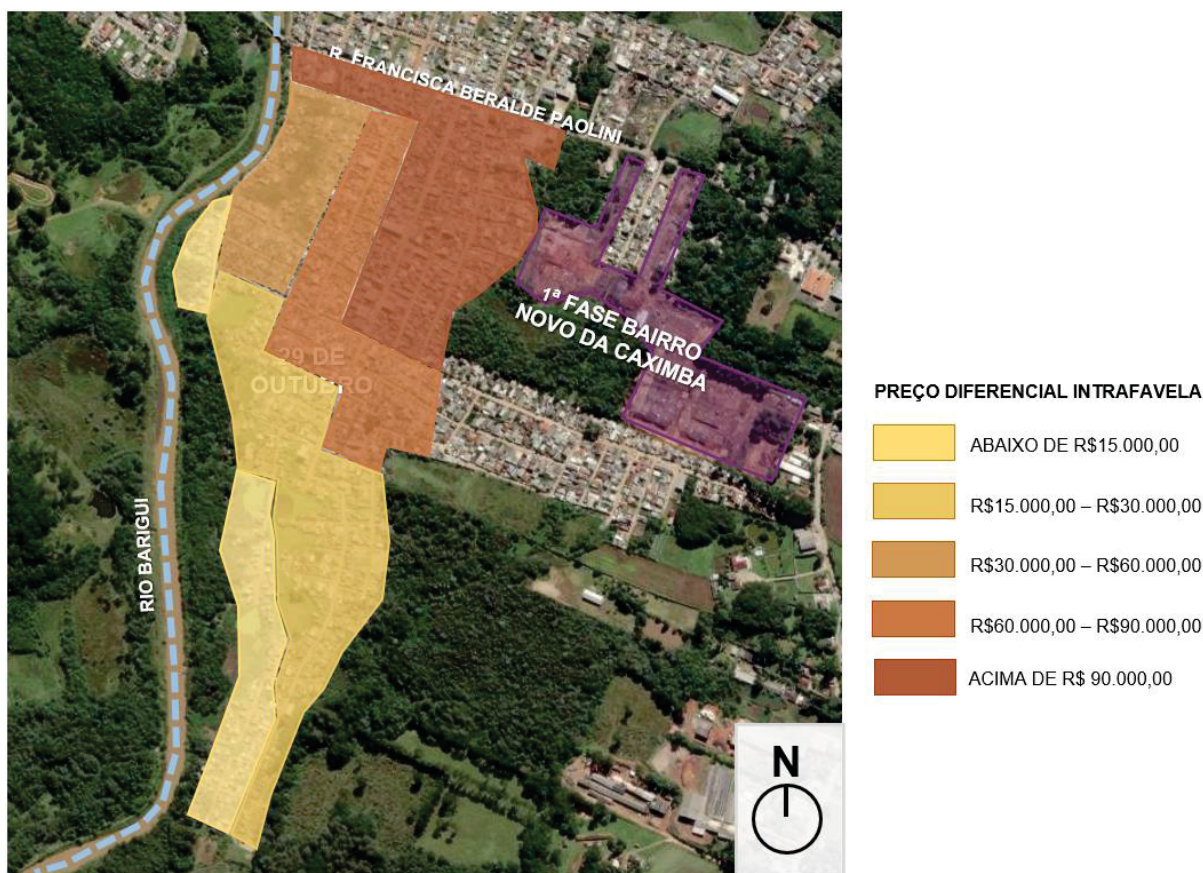 R. FRANCISCA BERALDE PAOLINI
1ª FASE BAIRRO
NOVO DA CAXIMBA
29 DE
OUTUBRO
RIO BARIGUI
N
PREÇO DIFERENCIAL INTRAFAVELA
ABAIXO DE R$15.000,00
R$15.000,00 – R$30.000,00
R$30.000,00 – R$60.000,00
R$60.000,00 – R$90.000,00
ACIMA DE R$ 90.000,00